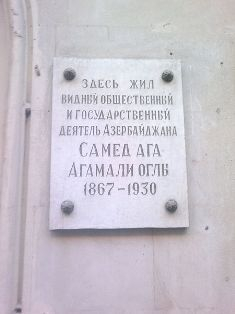 ЗДЕСЬ ЖИЛ
ВИДНЫЙ ОБЩЕСТВЕННЫЙ
И ГОСУДАРСТВЕННЫЙ
ДЕЯТЕЛЬ АЗЕРБАЙДЖАНА
САМЕД АГА
АГАМАЛИ ОГЛЫ
1867-1930